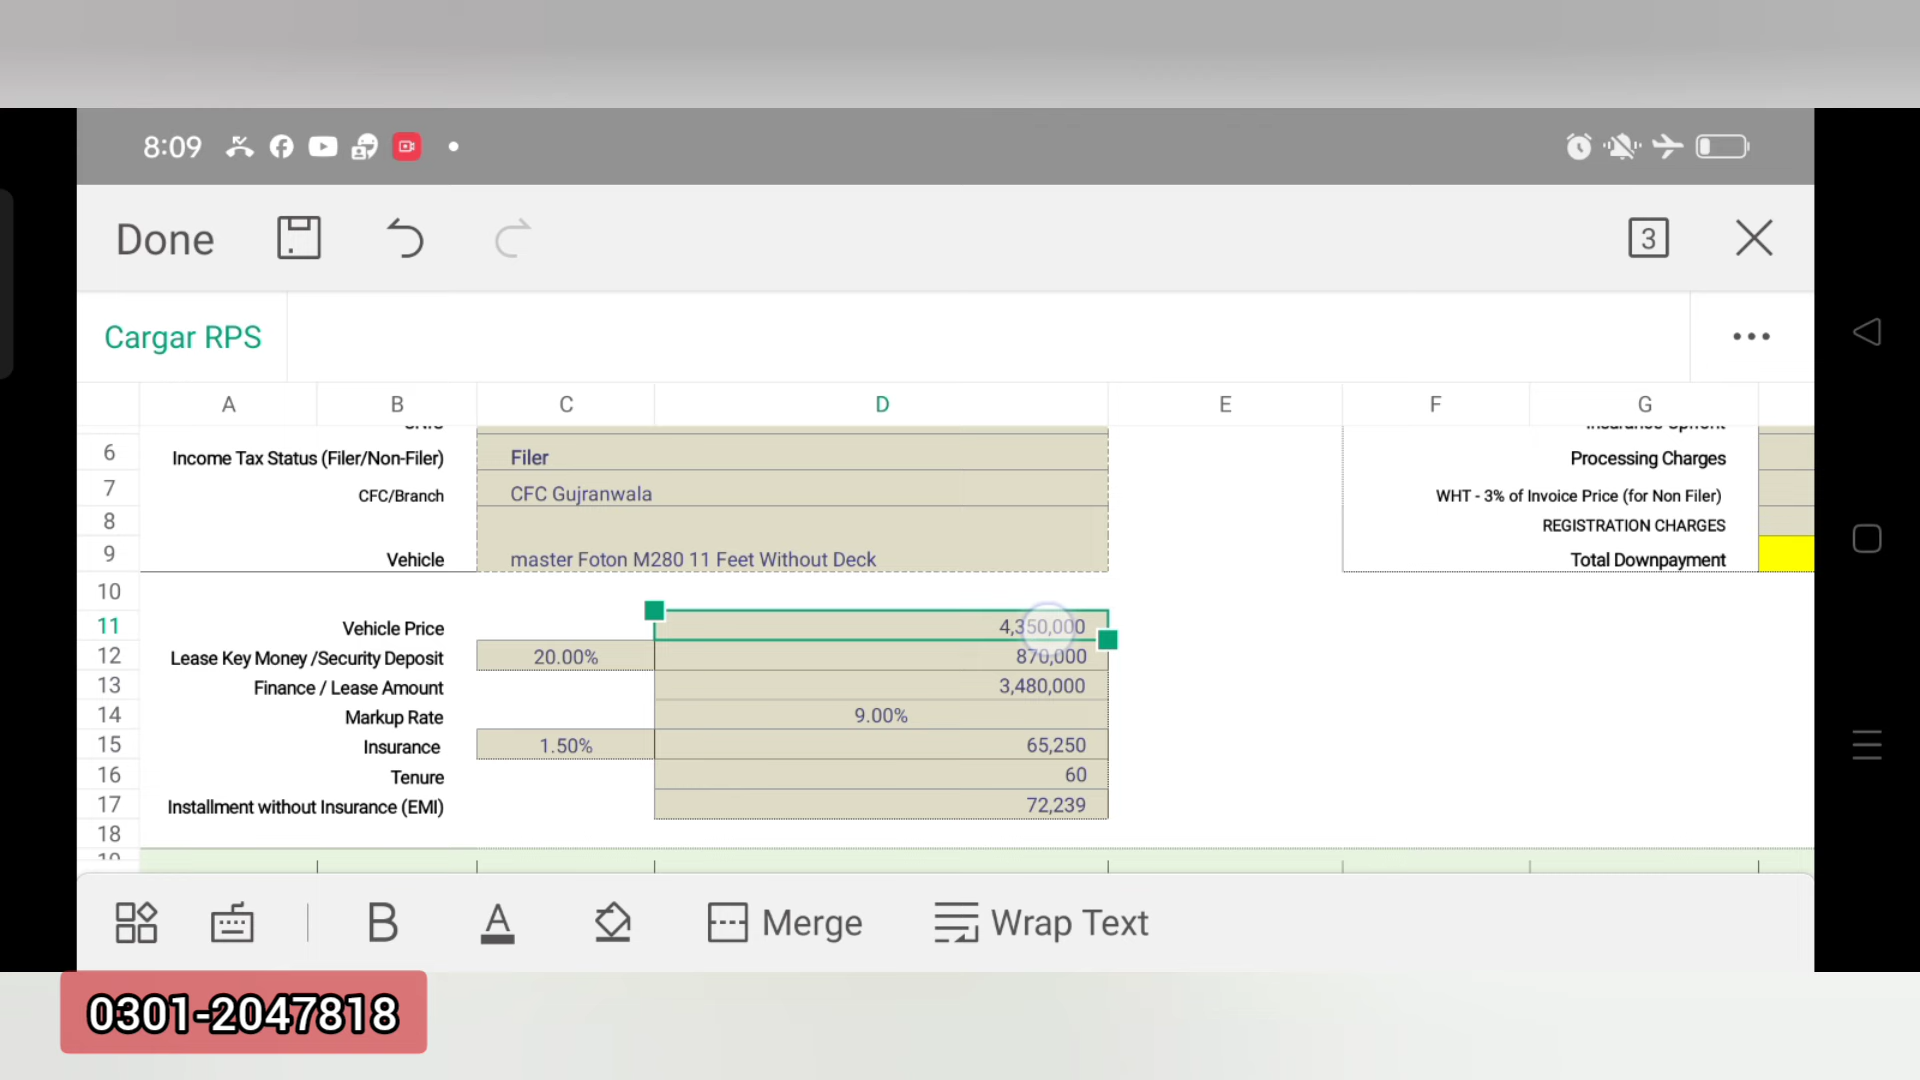 8:09
Done
3
Cargar RPS
A B C D E F G
6 Income Tax Status (Filer/Non-Filer) Filer Processing Charges
7 CFC/Branch CFC Gujranwala WHT - 3% of Invoice Price (for Non Filer)
8 REGISTRATION CHARGES
9 Vehicle master Foton M280 11 Feet Without Deck Total Downpayment
10
11 Vehicle Price 4,350,000
12 Lease Key Money /Security Deposit 20.00% 870,000
13 Finance / Lease Amount 3,480,000
14 Markup Rate 9.00%
15 Insurance 1.50% 65,250
16 Tenure 60
17 Installment without Insurance (EMI) 72,239
18
B A Merge Wrap Text
0301-2047818